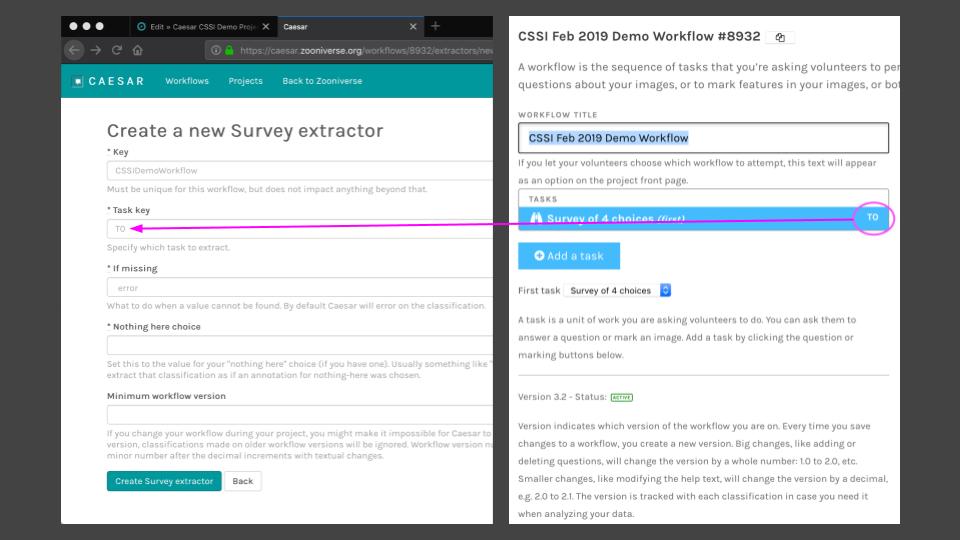 Edit » Caesar CSSI Demo Proje
Caesar
https://caesar.zooniverse.org/workflows/8932/extractors/new
CAESAR Workflows Projects Back to Zooniverse
Create a new Survey extractor
* Key
CSSIDemoWorkflow
Must be unique for this workflow, but does not impact anything beyond that.
* Task key
T0
Specify which task to extract.
* If missing
error
What to do when a value cannot be found. By default Caesar will error on the classification.
* Nothing here choice
Set this to the value for your "nothing here" choice (if you have one). Usually something like "
extract that classification as if an annotation for nothing-here was chosen.
Minimum workflow version
If you change your workflow during your project, you might make it impossible for Caesar to
version, classifications made on older workflow versions will be ignored. Workflow version
minor number after the decimal increments with textual changes.
Create Survey extractor Back
CSSI Feb 2019 Demo Workflow #8932
A workflow is the sequence of tasks that you're asking volunteers to
questions about your images, or to mark features in your images, or
WORKFLOW TITLE
CSSI Feb 2019 Demo Workflow
If you let your volunteers choose which workflow to attempt, this text will appear
as an option on the project front page.
TASKS
Survey of 4 choices (first) T0
Add a task
First task Survey of 4 choices
A task is a unit of work you are asking volunteers to do. You can ask them to
answer a question or mark an image. Add a task by clicking the question or
marking buttons below.
Version 3.2 - Status: ACTIVE
Version indicates which version of the workflow you are on. Every time you save
changes to a workflow, you create a new version. Big changes, like adding or
deleting questions, will change the version by a whole number: 1.0 to 2.0, etc.
Smaller changes, like modifying the help text, will change the version by a decimal,
e.g. 2.0 to 2.1. The version is tracked with each classification in case you need it
when analyzing your data.